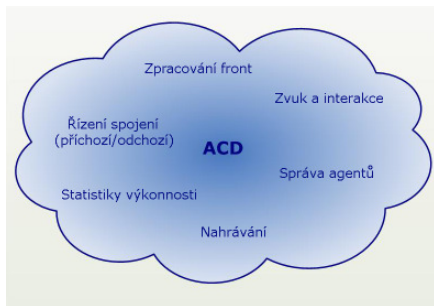 Zpracování front
Zvuk a interakce
Řízení spojení
(příchozí/odchozí)
ACD
Správa agentů
Statistiky výkonnosti
Nahrávání